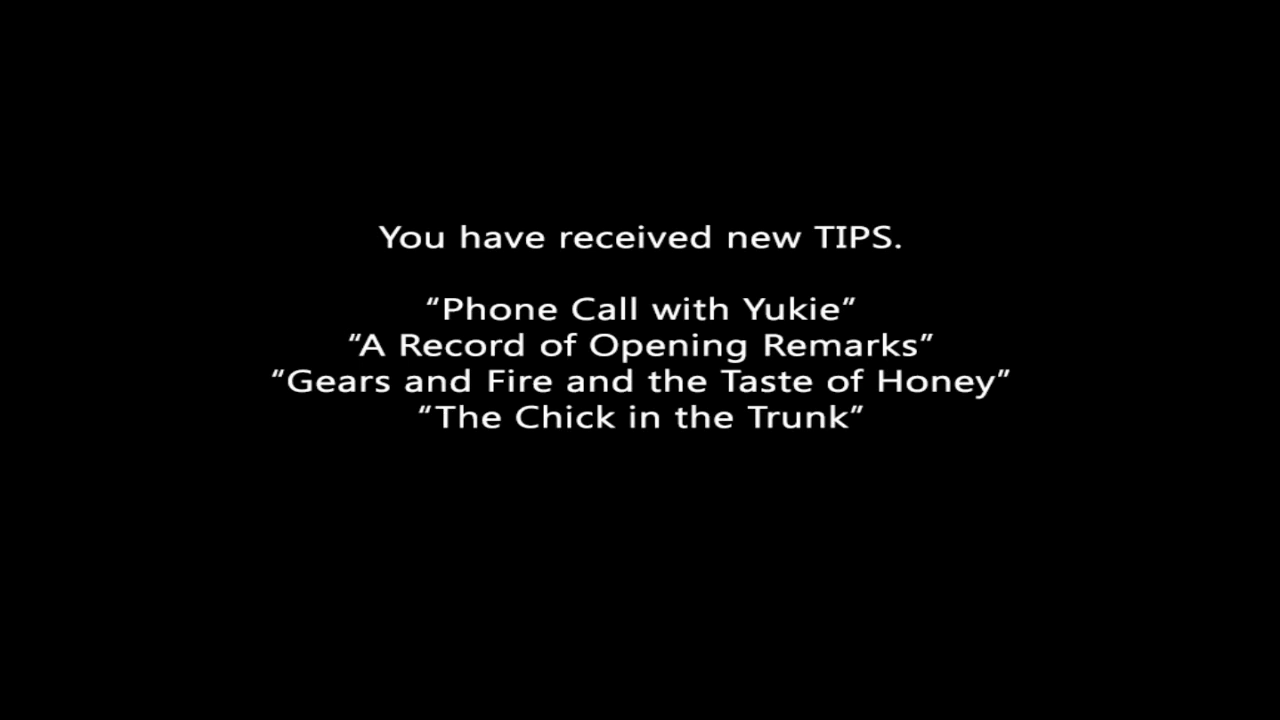 You have received new TIPS.
“Phone Call with Yukie”
“A Record of Opening Remarks”
“Gears and Fire and the Taste of Honey”
“The Chick in the Trunk”